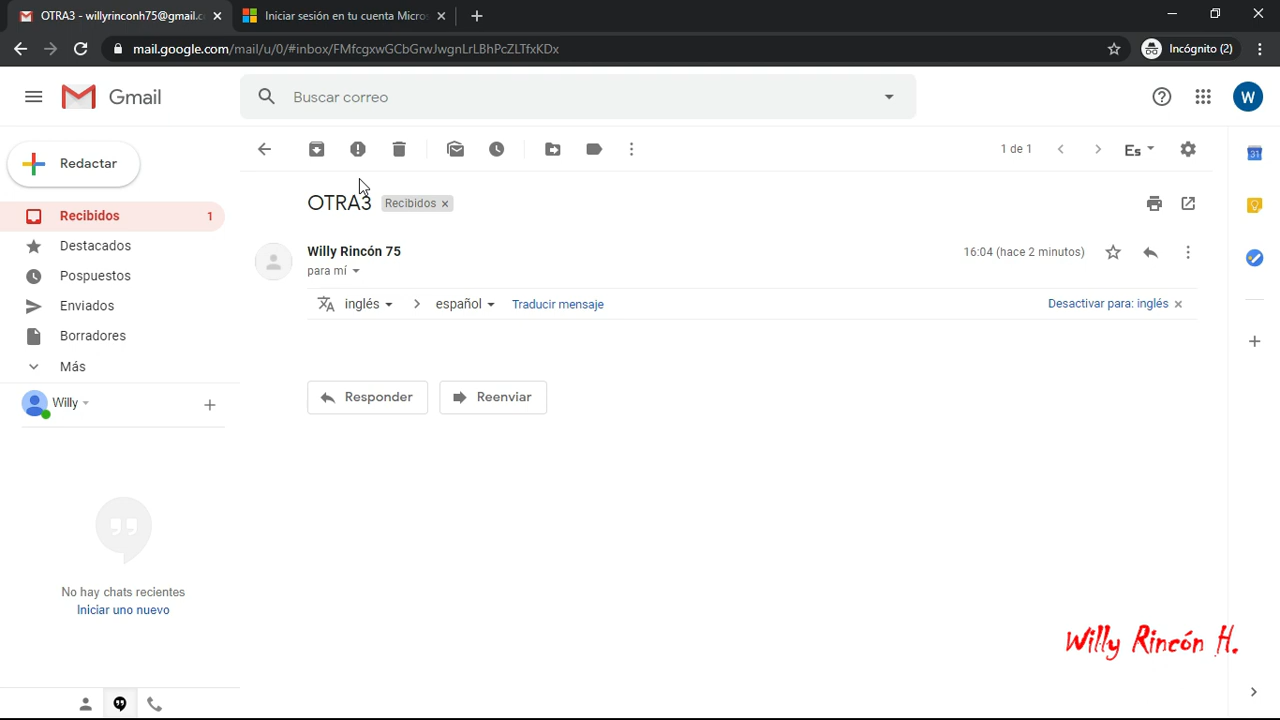 OTRA3 - willyrinconh75@gmail.c
Iniciar sesión en tu cuenta Micros
mail.google.com/mail/u/0/#inbox/FMfcgxwGCbGrwJwgnLrLBhPcZLTfxKDx
Incógnito (2)
Gmail
Buscar correo
W
Redactar
1 de 1
Es
31
OTRA3 Recibidos x
Recibidos 1
Destacados
Pospuestos
Enviados
Borradores
Más
Willy Rincón 75
16:04 (hace 2 minutos)
para mí
inglés > español Traducir mensaje
Desactivar para: inglés x
Responder
Reenviar
Willy
No hay chats recientes
Iniciar uno nuevo
Willy Rincón H.